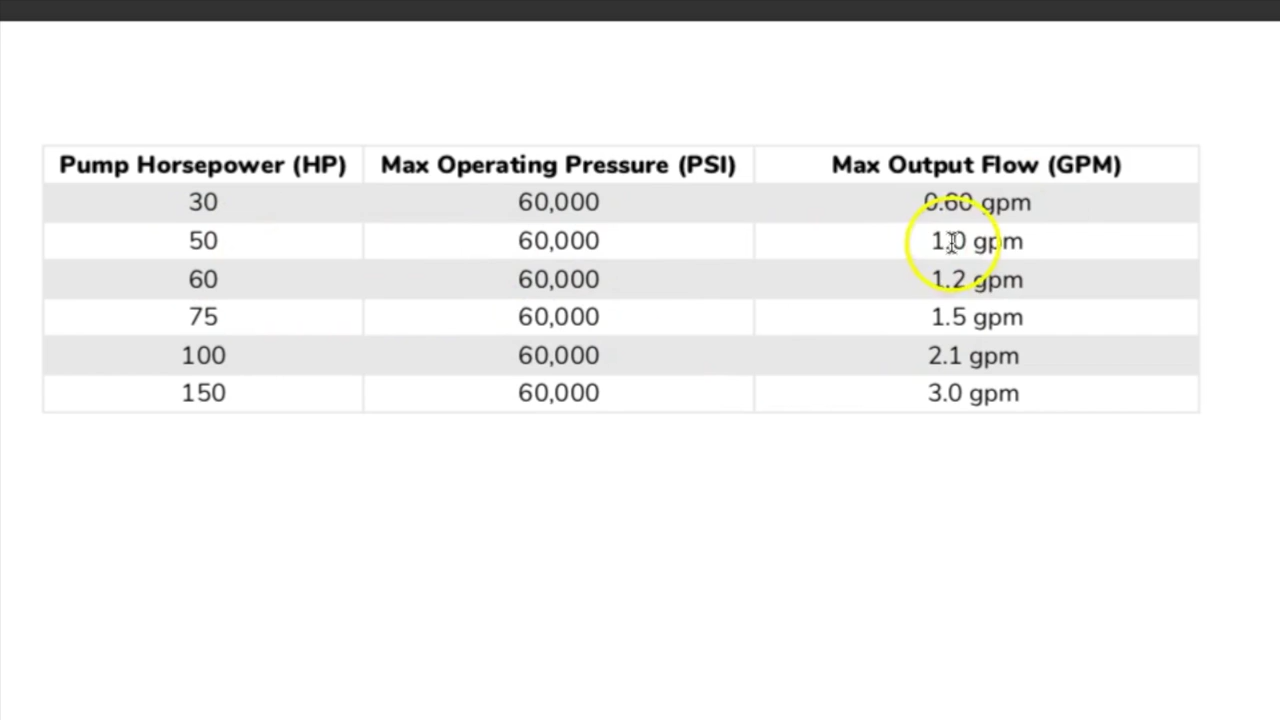 Pump Horsepower (HP) Max Operating Pressure (PSI) Max Output Flow (GPM)
30 60,000 0.60 gpm
50 60,000 1.0 gpm
60 60,000 1.2 gpm
75 60,000 1.5 gpm
100 60,000 2.1 gpm
150 60,000 3.0 gpm